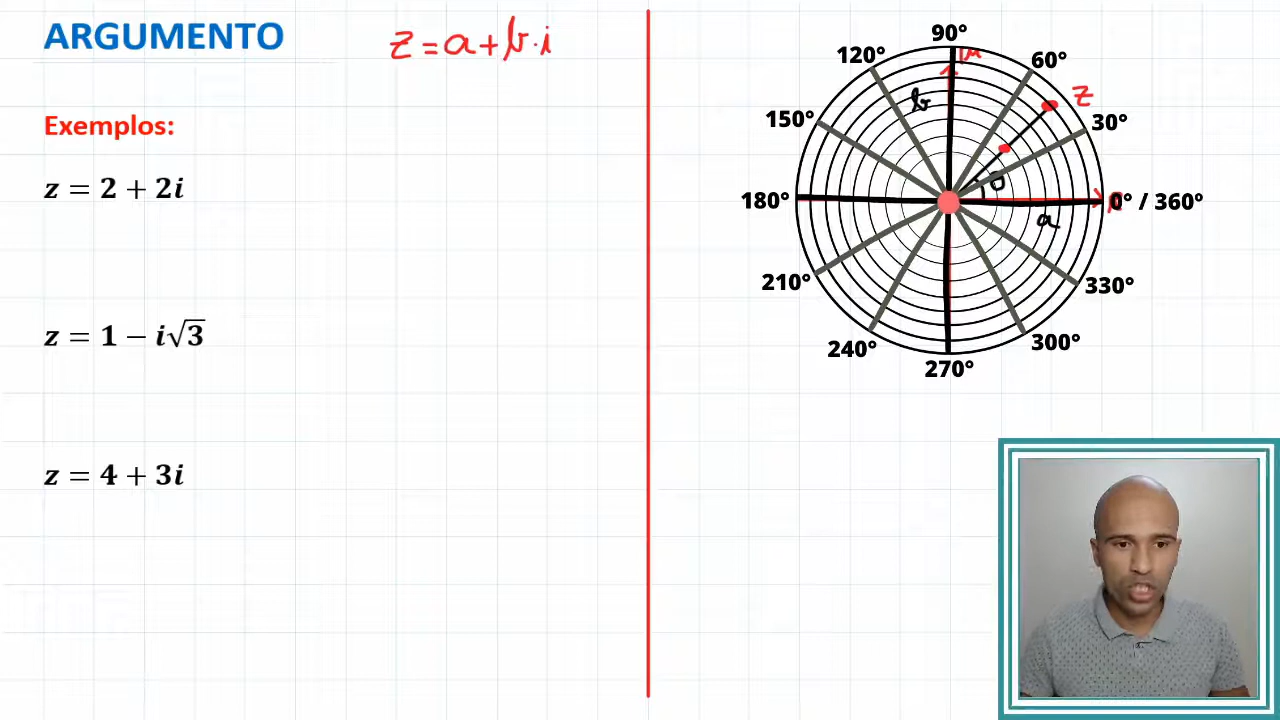 ARGUMENTO
z = a + b·i
Exemplos:
z = 2 + 2i
z = 1 − i√3
z = 4 + 3i
90°
Im
120°
60°
b
z
150°
30°
θ
180°
0° / 360°
a
210°
330°
240°
300°
270°